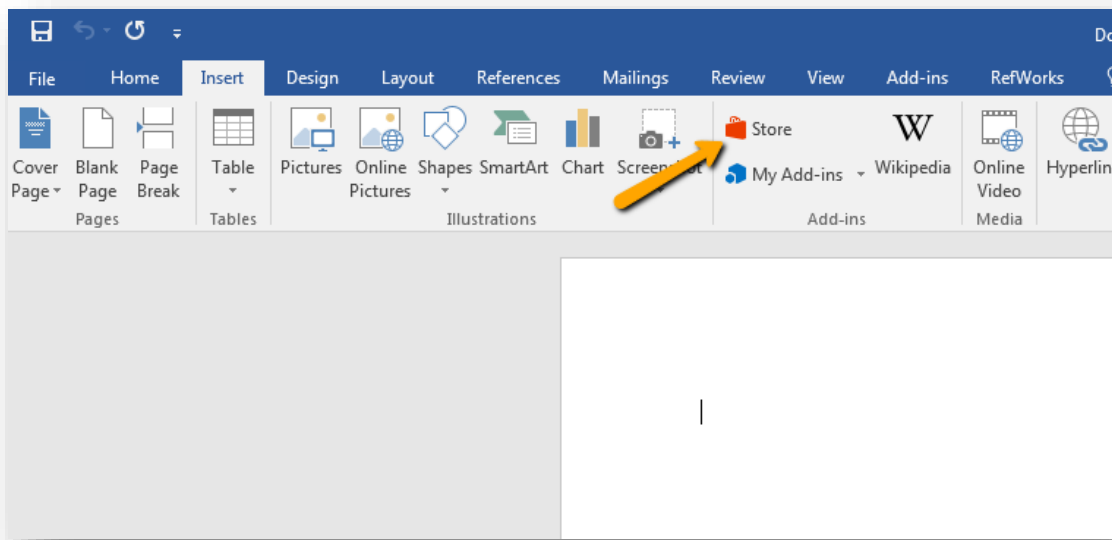 Do
File Home Insert Design Layout References Mailings Review View Add-ins RefWorks
Cover Page
Blank Page
Page Break
Pages
Table
Tables
Pictures
Online Pictures
Shapes
SmartArt
Chart
Screenshot
Illustrations
Store
My Add-ins
W
Wikipedia
Add-ins
Online Video
Media
Hyperlin